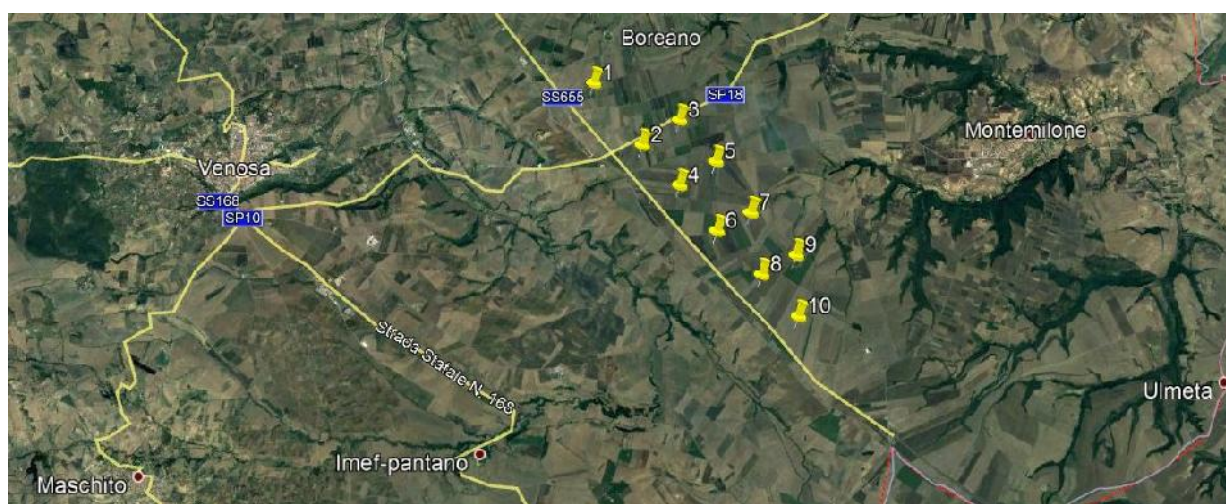 Boreano
1
SS655
SP18
3
Montemilone
2
5
Venosa
4
SS168
7
SP10
6
9
8
10
Strada Statale N. 168
Ulmeta
Imef-pantano
Maschito